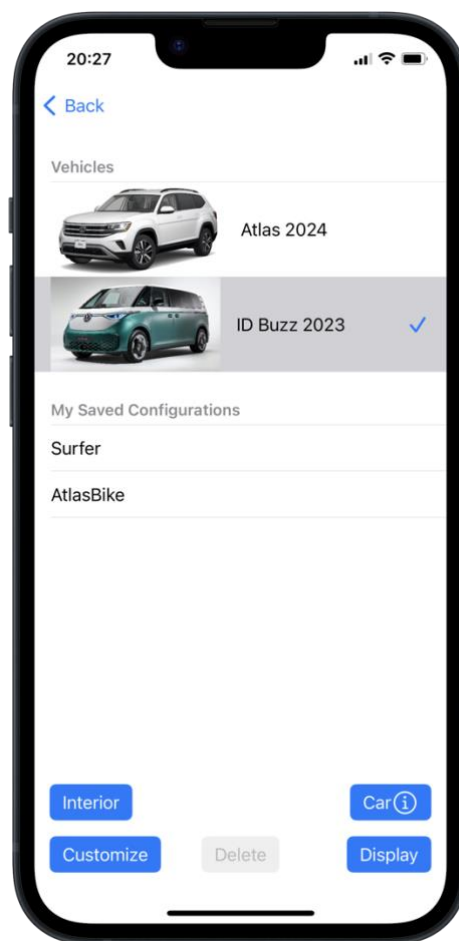 20:27
Back
Vehicles
Atlas 2024
ID Buzz 2023
My Saved Configurations
Surfer
AtlasBike
Interior
Car
Customize
Delete
Display